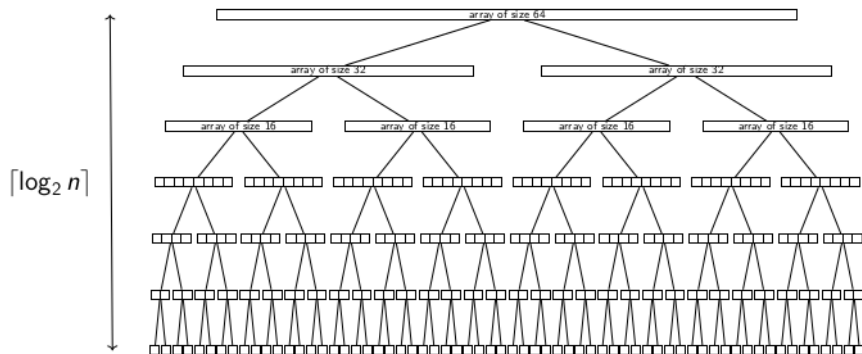 array of size 64
array of size 32
array of size 32
array of size 16
array of size 16
array of size 16
array of size 16
⌈log₂ n⌉